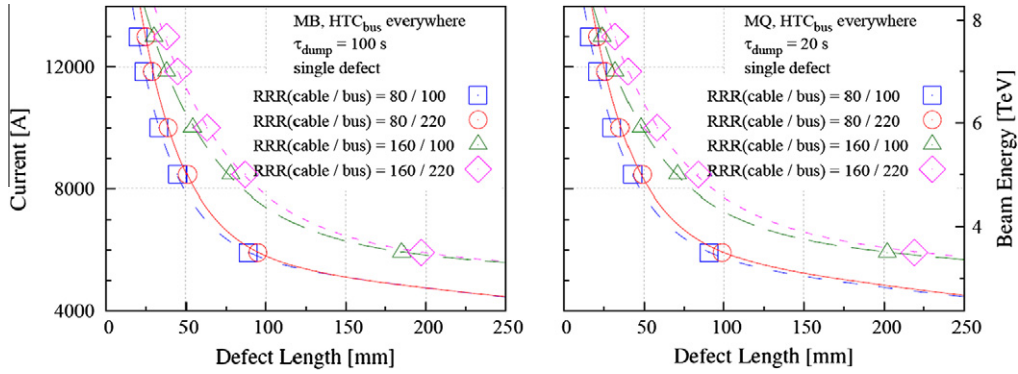 MB, HTC_bus everywhere
τ_dump = 100 s
single defect
RRR(cable / bus) = 80 / 100
RRR(cable / bus) = 80 / 220
RRR(cable / bus) = 160 / 100
RRR(cable / bus) = 160 / 220
Current [A]
12000
8000
4000
0 50 100 150 200 250
Defect Length [mm]
MQ, HTC_bus everywhere
τ_dump = 20 s
single defect
RRR(cable / bus) = 80 / 100
RRR(cable / bus) = 80 / 220
RRR(cable / bus) = 160 / 100
RRR(cable / bus) = 160 / 220
8
6
4
Beam Energy [TeV]
0 50 100 150 200 250
Defect Length [mm]